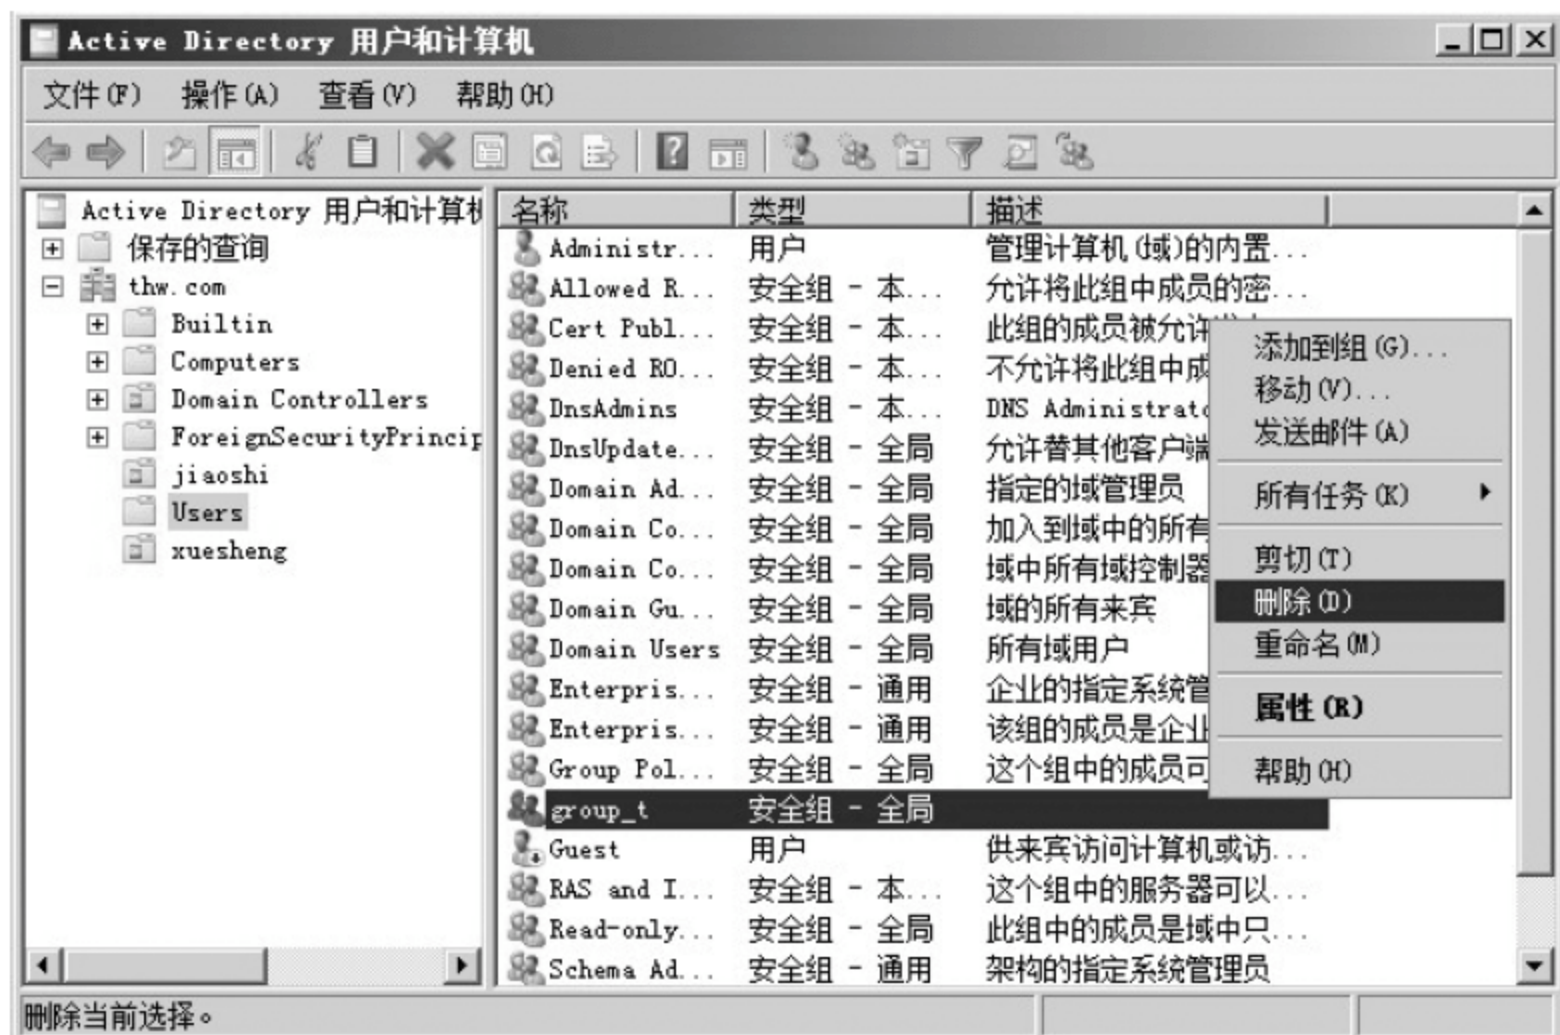 Active Directory 用户和计算机
文件(F) 操作(A) 查看(V) 帮助(H)
Active Directory 用户和计算机
保存的查询
thw.com
Builtin
Computers
Domain Controllers
ForeignSecurityPrincip
jiaoshi
Users
xuesheng
名称 类型 描述
Administr... 用户 管理计算机(域)的内置...
Allowed R... 安全组 - 本... 允许将此组中成员的密...
Cert Publ... 安全组 - 本... 此组的成员被允许
Denied RO... 安全组 - 本... 不允许将此组中成
DnsAdmins 安全组 - 本... DNS Administrato
DnsUpdate... 安全组 - 全局 允许替其他客户端
Domain Ad... 安全组 - 全局 指定的域管理员
Domain Co... 安全组 - 全局 加入到域中的所有
Domain Co... 安全组 - 全局 域中所有域控制器
Domain Gu... 安全组 - 全局 域的所有来宾
Domain Users 安全组 - 全局 所有域用户
Enterpris... 安全组 - 通用 企业的指定系统管
Enterpris... 安全组 - 通用 该组的成员是企业
Group Pol... 安全组 - 全局 这个组中的成员可
group_t 安全组 - 全局
Guest 用户 供来宾访问计算机或访...
RAS and I... 安全组 - 本... 这个组中的服务器可以...
Read-only... 安全组 - 全局 此组中的成员是域中只...
Schema Ad... 安全组 - 通用 架构的指定系统管理员
添加到组(G)...
移动(V)...
发送邮件(A)
所有任务(K)
剪切(T)
删除(D)
重命名(M)
属性(R)
帮助(H)
删除当前选择。